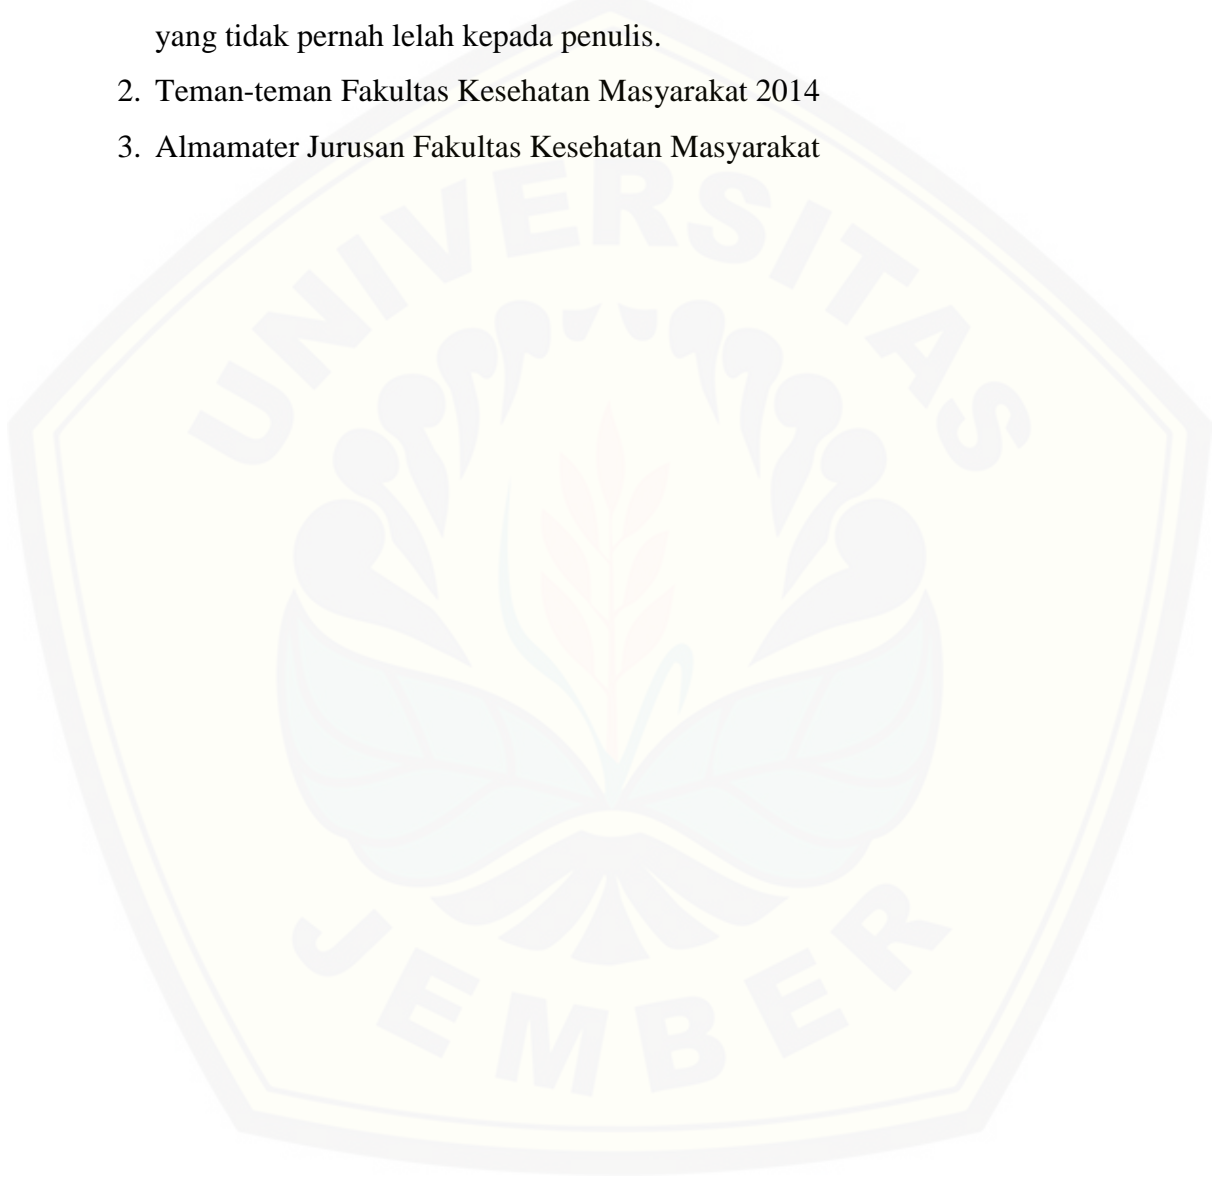 yang tidak pernah lelah kepada penulis.
2. Teman-teman Fakultas Kesehatan Masyarakat 2014
3. Almamater Jurusan Fakultas Kesehatan Masyarakat
UNIVERSITAS
JEMBER